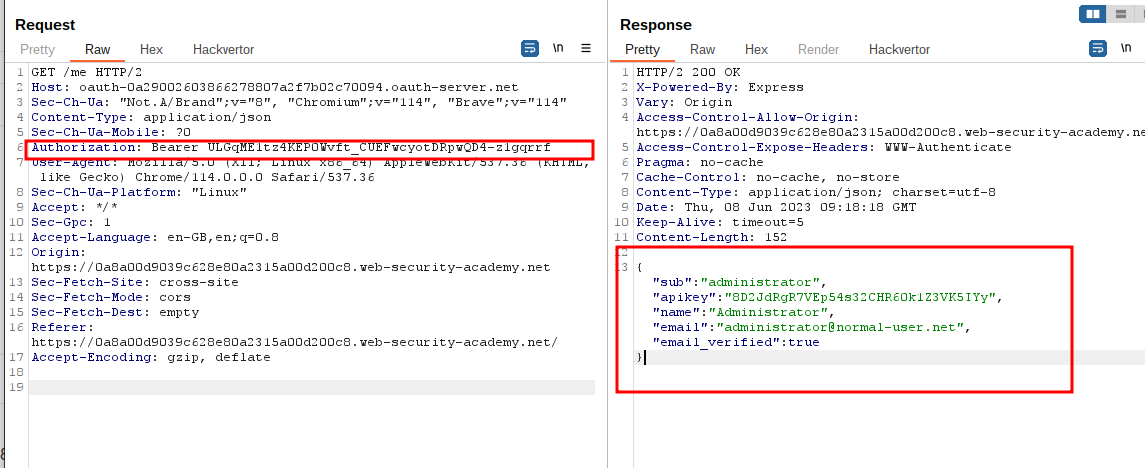 Request
Pretty Raw Hex Hackvertor
\n
1 GET /me HTTP/2
2 Host: oauth-0a29002603866278807a2f7b02c70094.oauth-server.net
3 Sec-Ch-Ua: "Not.A/Brand";v="8", "Chromium";v="114", "Brave";v="114"
4 Content-Type: application/json
5 Sec-Ch-Ua-Mobile: ?0
6 Authorization: Bearer
7 User-Agent: Mozilla/5.0 (X11; Linux x86_64) AppleWebKit/537.36 (KHTML,
like Gecko) Chrome/114.0.0.0 Safari/537.36
8 Sec-Ch-Ua-Platform: "Linux"
9 Accept: */*
10 Sec-Gpc: 1
11 Accept-Language: en-GB,en;q=0.8
12 Origin:
https://0a8a00d9039c628e80a2315a00d200c8.web-security-academy.net
13 Sec-Fetch-Site: cross-site
14 Sec-Fetch-Mode: cors
15 Sec-Fetch-Dest: empty
16 Referer:
https://0a8a00d9039c628e80a2315a00d200c8.web-security-academy.net/
17 Accept-Encoding: gzip, deflate
18
19
Response
Pretty Raw Hex Render Hackvertor
\n
1 HTTP/2 200 OK
2 X-Powered-By: Express
3 Vary: Origin
4 Access-Control-Allow-Origin:
https://0a8a00d9039c628e80a2315a00d200c8.web-security-academy.ne
5 Access-Control-Expose-Headers: WWW-Authenticate
6 Pragma: no-cache
7 Cache-Control: no-cache, no-store
8 Content-Type: application/json; charset=utf-8
9 Date: Thu, 08 Jun 2023 09:18:18 GMT
10 Keep-Alive: timeout=5
11 Content-Length: 152
12
13 {
"sub":"administrator",
"apikey":
"name":"Administrator",
"email":"administrator@normal-user.net",
"email_verified":true
}